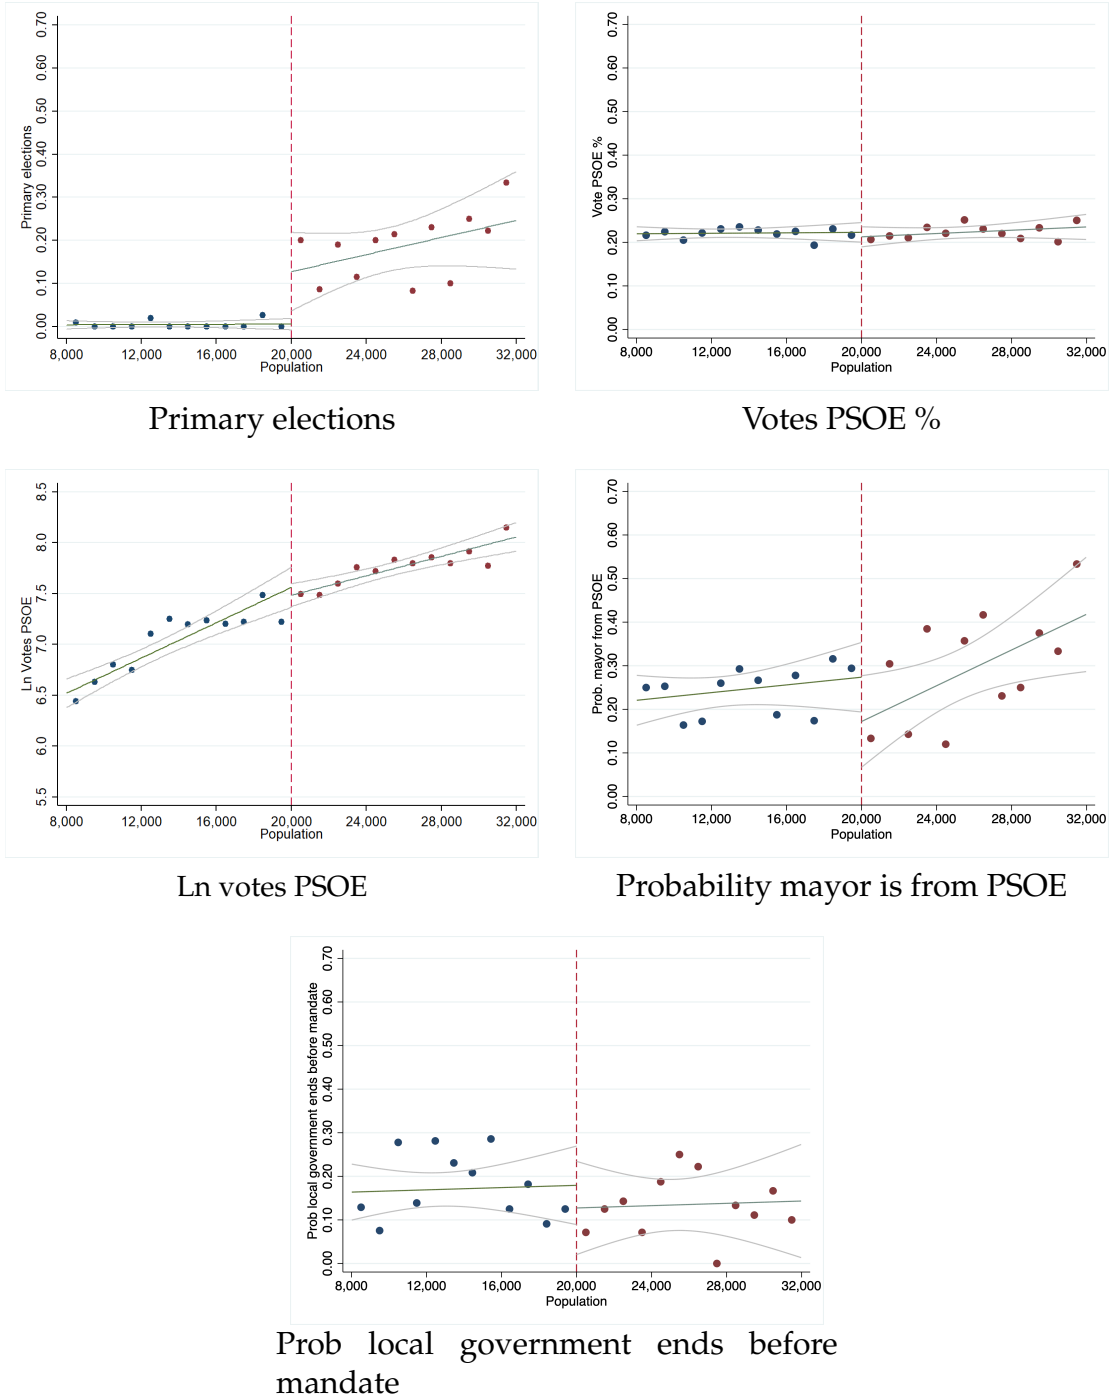 0.70
0.60
0.50
0.40
0.30
0.20
0.10
0.00
Primary elections
8,000 12,000 16,000 20,000 24,000 28,000 32,000
Population
Primary elections
0.70
0.60
0.50
0.40
0.30
0.20
0.10
0.00
Vote PSOE %
8,000 12,000 16,000 20,000 24,000 28,000 32,000
Population
Votes PSOE %
8.5
8.0
7.5
7.0
6.5
6.0
5.5
Ln Votes PSOE
8,000 12,000 16,000 20,000 24,000 28,000 32,000
Population
Ln votes PSOE
0.70
0.60
0.50
0.40
0.30
0.20
0.10
0.00
Prob. mayor from PSOE
8,000 12,000 16,000 20,000 24,000 28,000 32,000
Population
Probability mayor is from PSOE
0.70
0.60
0.50
0.40
0.30
0.20
0.10
0.00
Prob local government ends before mandate
8,000 12,000 16,000 20,000 24,000 28,000 32,000
Population
Prob local government ends before
mandate